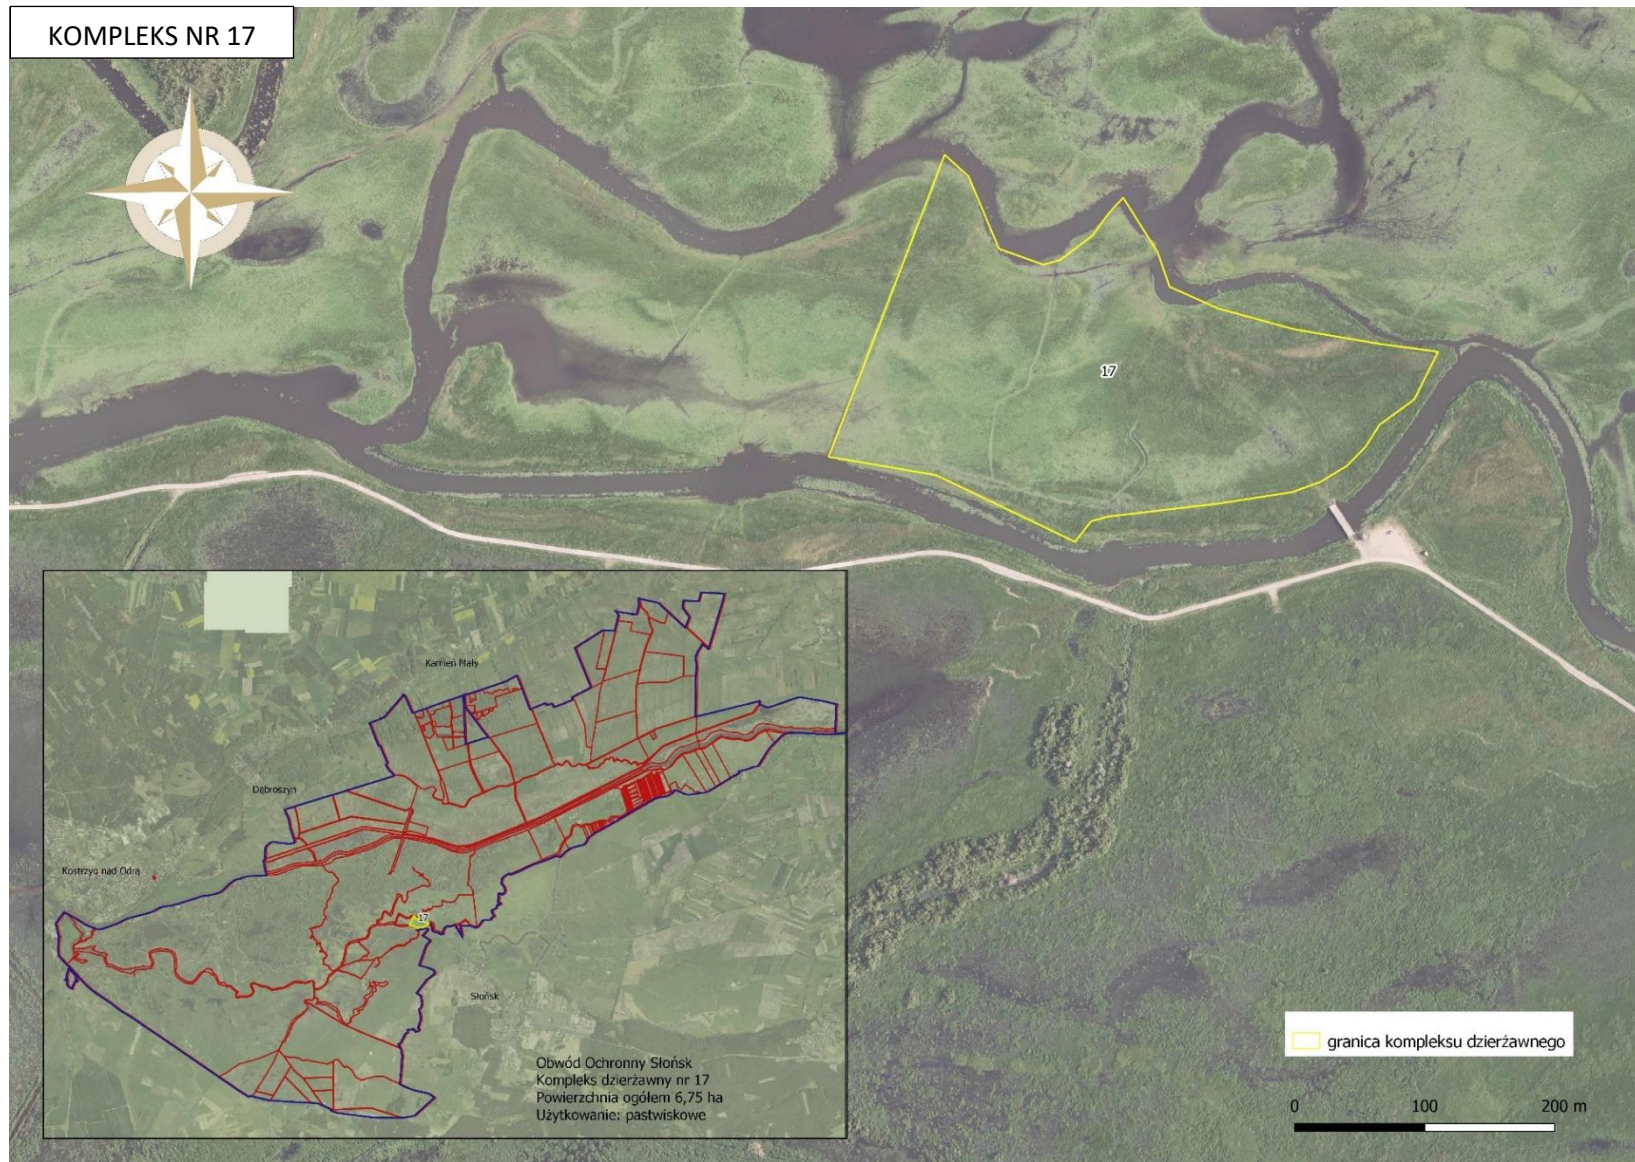 KOMPLEKS NR 17
17
Kamień Mały
Dąbroszyn
Kostrzyn nad Odrą
17
Słońsk
Obwód Ochronny Słońsk
Kompleks dzierżawny nr 17
Powierzchnia ogółem 6,75 ha
Użytkowanie: pastwiskowe
granica kompleksu dzierżawnego
0 100 200 m